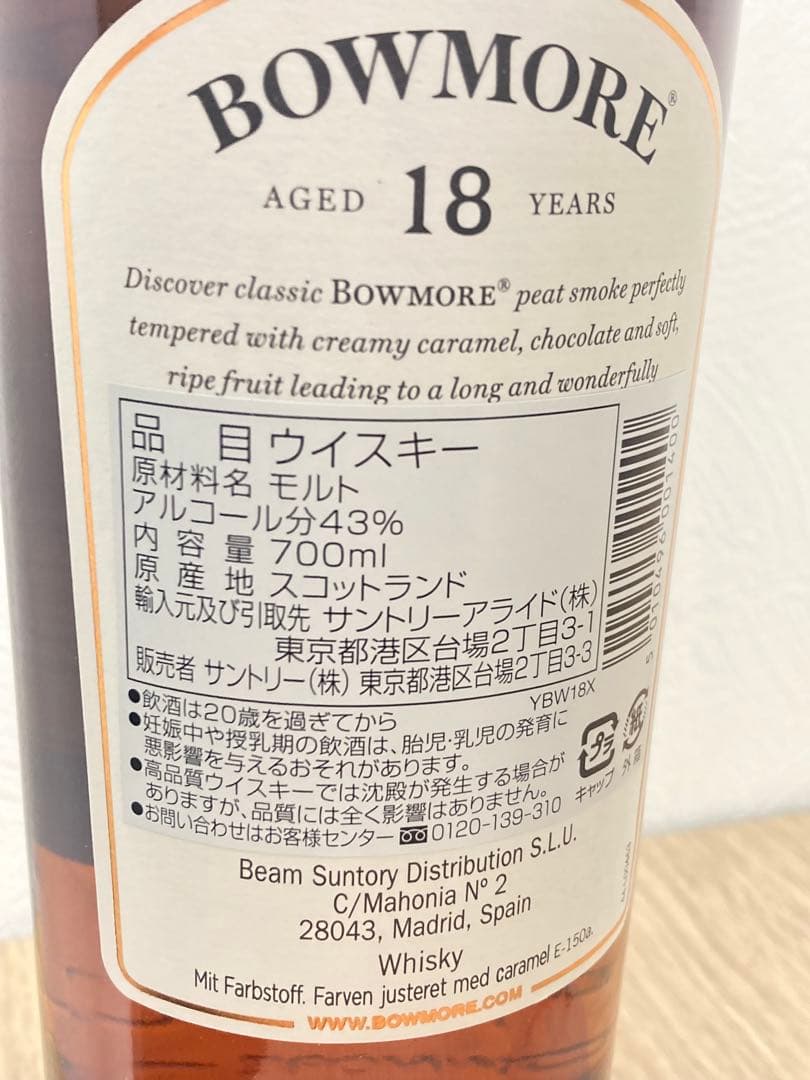 BOWMORE®
AGED 18 YEARS
Discover classic BOWMORE® peat smoke perfectly
tempered with creamy caramel, chocolate and soft,
ripe fruit leading to a long and wonderfully
品 目 ウイスキー
原材料名 モルト
アルコール分43%
内容量 700ml
原産地 スコットランド
輸入元及び引取先 サントリーアライド(株)
東京都港区台場2丁目3-1
販売者 サントリー(株) 東京都港区台場2丁目3-3
YBW18X
●飲酒は20歳を過ぎてから
●妊娠中や授乳期の飲酒は、胎児・乳児の発育に
悪影響を与えるおそれがあります。
●高品質ウイスキーでは沈殿が発生する場合が
ありますが、品質には全く影響はありません。
●お問い合わせはお客様センター 0120-139-310
プラ
キャップ
紙
外箱
5 010496 001400
Beam Suntory Distribution S.L.U.
C/Mahonia Nº 2
28043, Madrid, Spain
Whisky
Mit Farbstoff. Farven justeret med caramel E-150a.
WWW.BOWMORE.COM